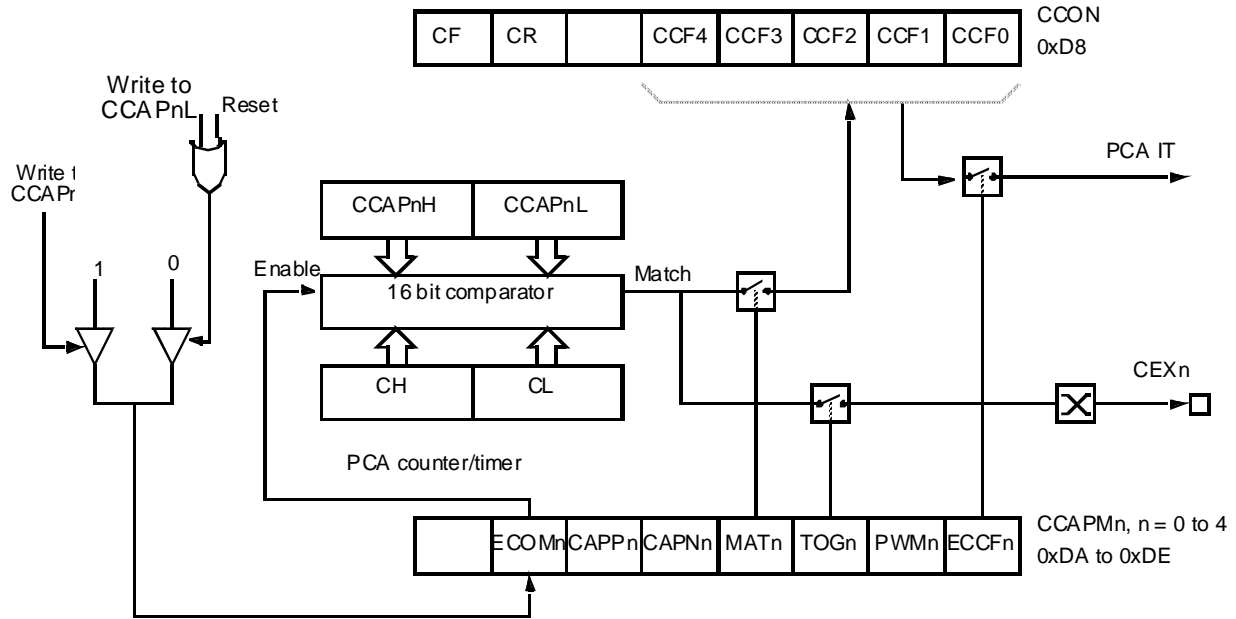 CF CR CCF4 CCF3 CCF2 CCF1 CCF0
CCON
0xD8
Write to
CCAPnL
Reset
Write
CCAPn
PCA IT
CCAPnH CCAPnL
1
0
Enable
16 bit comparator
Match
CH CL
CEXn
PCA counter/timer
ECOMn CAPPn CAPNn MATn TOGn PWMn ECCFn
CCAPMn, n = 0 to 4
0xDA to 0xDE